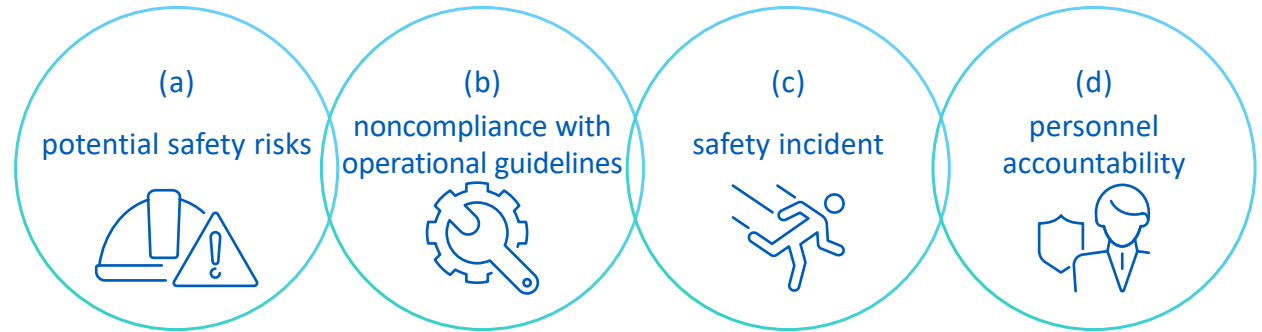 (a)
potential safety risks
(b)
noncompliance with
operational guidelines
(c)
safety incident
(d)
personnel
accountability